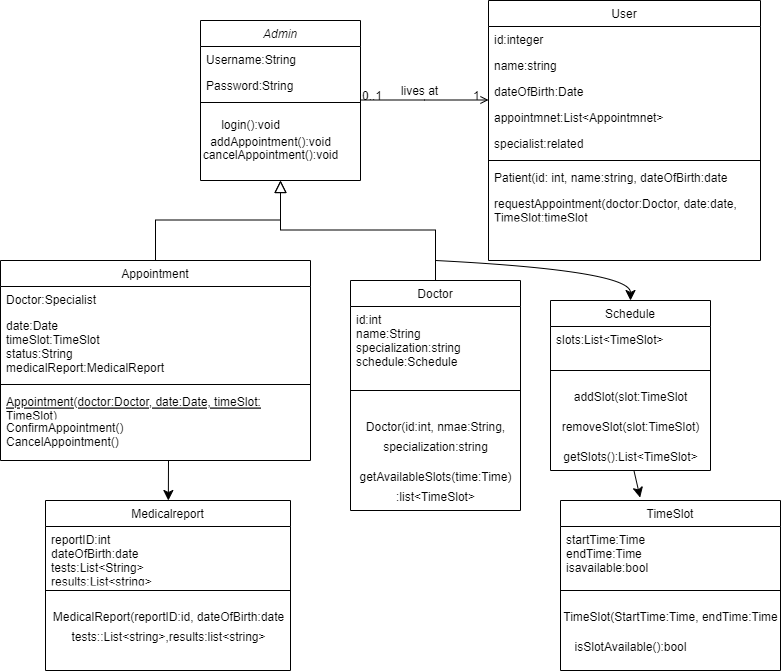 Admin
Username:String
Password:String
login():void
addAppointment():void
cancelAppointment():void
0..1
lives at
1
User
id:integer
name:string
dateOfBirth:Date
appointmnet:List<Appointmnet>
specialist:related
Patient(id: int, name:string, dateOfBirth:date
requestAppointment(doctor:Doctor, date:date,
TimeSlot:timeSlot
Appointment
Doctor:Specialist
date:Date
timeSlot:TimeSlot
status:String
medicalReport:MedicalReport
Appointment(doctor:Doctor, date:Date, timeSlot:
TimeSlot)
ConfirmAppointment()
CancelAppointment()
Doctor
id:int
name:String
specialization:string
schedule:Schedule
Doctor(id:int, nmae:String,
specialization:string
getAvailableSlots(time:Time)
:list<TimeSlot>
Schedule
slots:List<TimeSlot>
addSlot(slot:TimeSlot
removeSlot(slot:TimeSlot)
getSlots():List<TimeSlot>
Medicalreport
reportID:int
dateOfBirth:date
tests:List<String>
results:List<string>
MedicalReport(reportID:id, dateOfBirth:date
tests::List<string>,results:list<string>
TimeSlot
startTime:Time
endTime:Time
isavailable:bool
TimeSlot(StartTime:Time, endTime:Time
isSlotAvailable():bool